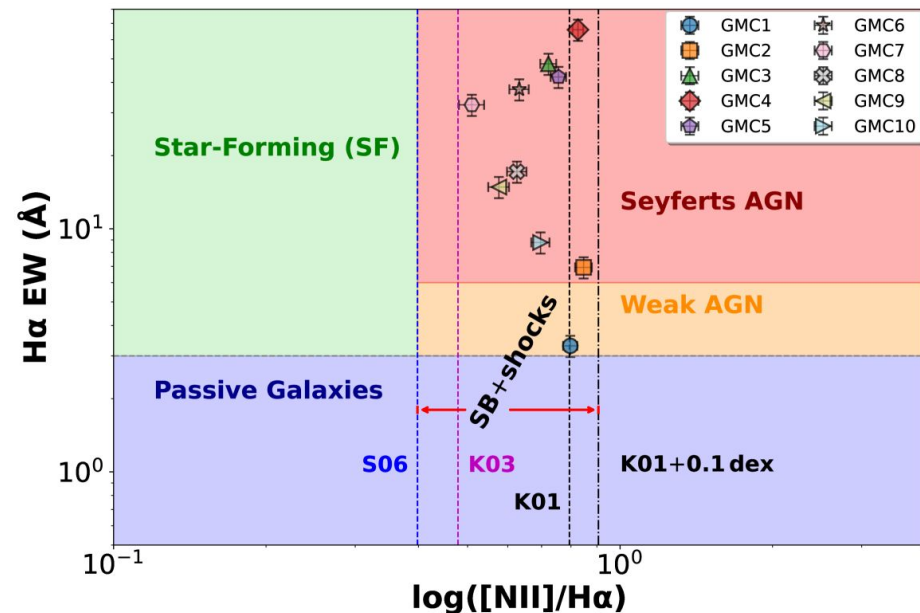 GMC1
GMC2
GMC3
GMC4
GMC5
GMC6
GMC7
GMC8
GMC9
GMC10
Star-Forming (SF)
Seyferts AGN
Weak AGN
SB+shocks
Passive Galaxies
S06
K03
K01
K01+0.1 dex
Hα EW (Å)
10¹
10⁰
10⁻¹
10⁰
log([NII]/Hα)